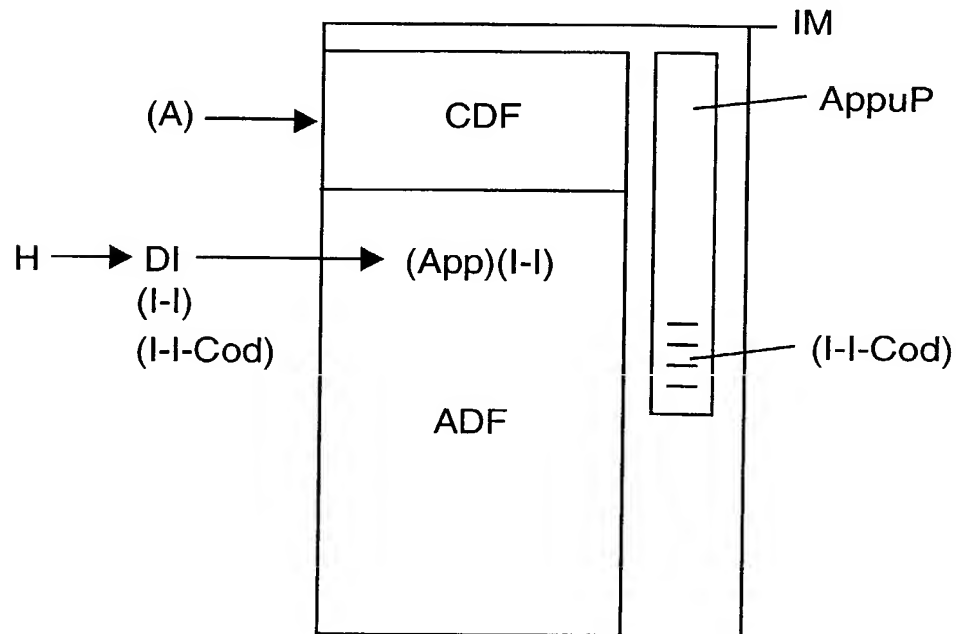 IM
AppuP
(A)
CDF
H
DI
(App)(I-I)
(I-I)
(I-I-Cod)
(I-I-Cod)
ADF